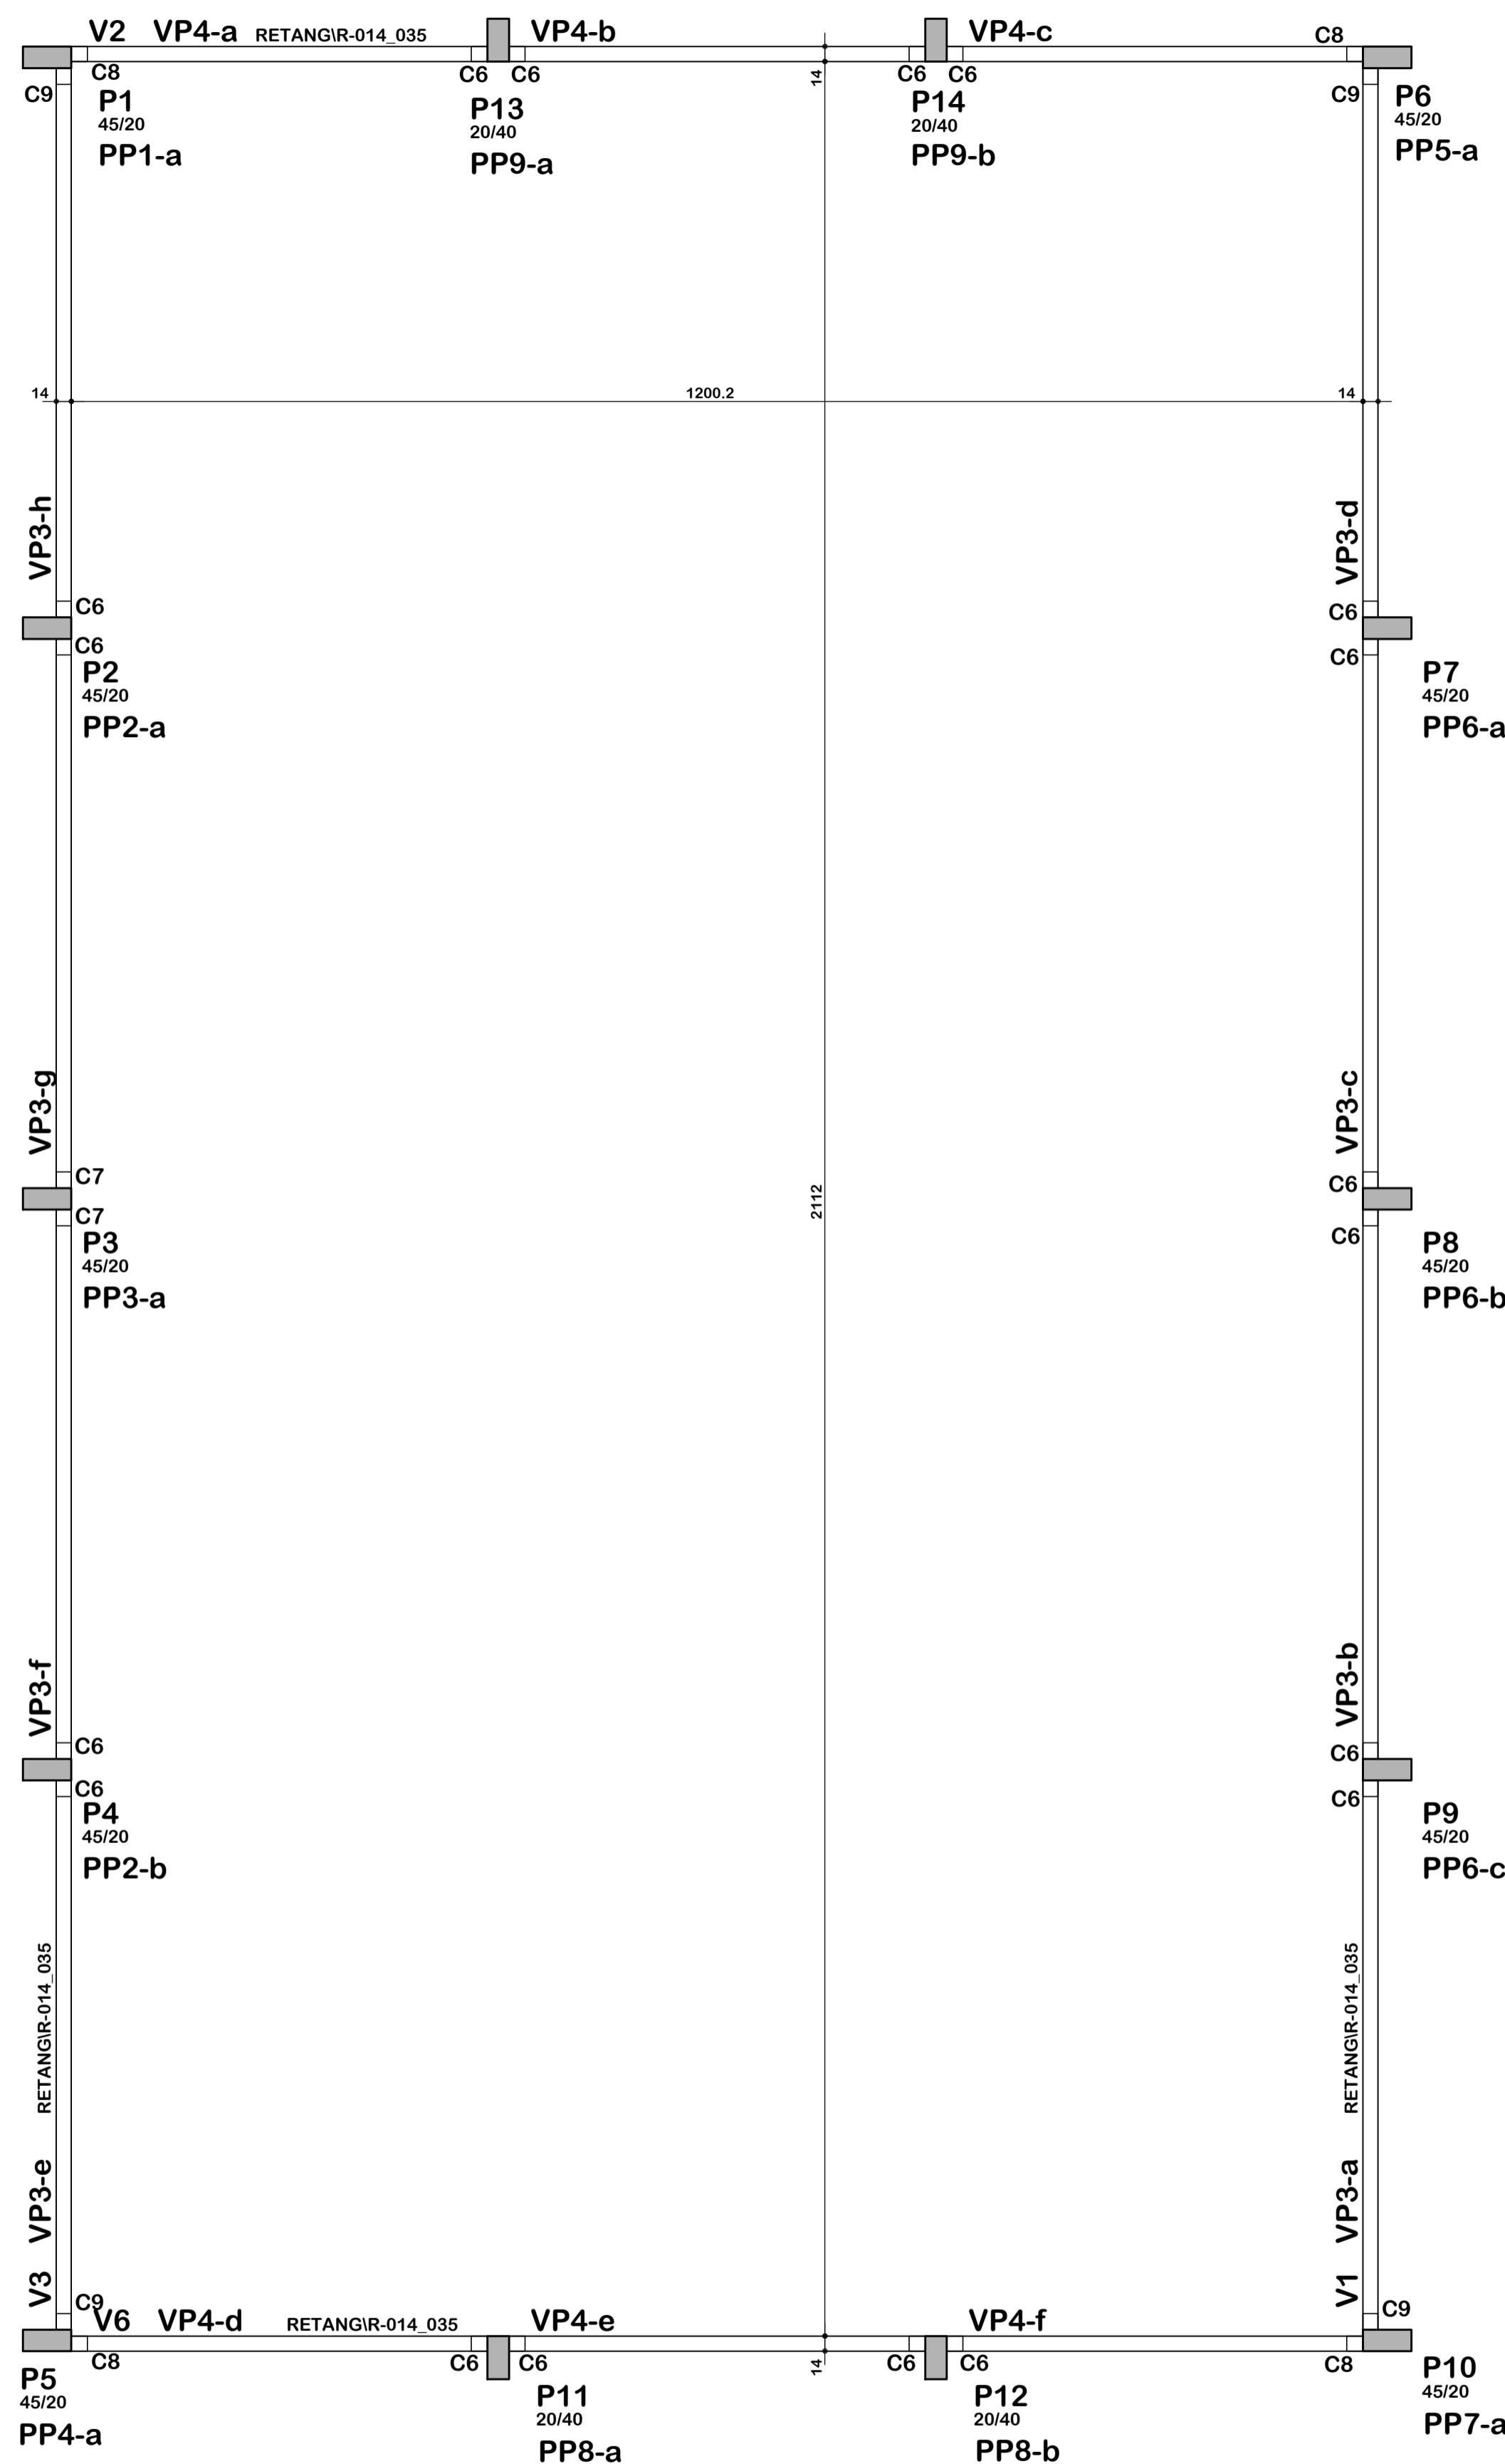 V2 VP4-a RETANG\R-014_035 VP4-b VP4-c C8
C8 C6 C6 14 C6 C6
C9 P1 P13 P14 C9 P6
45/20 20/40 20/40 45/20
PP1-a PP9-a PP9-b PP5-a
14 1200.2 14
VP3-h VP3-d
C6 C6
C6 C6
P2 P7
45/20 45/20
PP2-a PP6-a
VP3-g VP3-c
C7 2112 C6
C7 C6
P3 P8
45/20 45/20
PP3-a PP6-b
VP3-f VP3-b
C6 C6
C6 C6
P4 P9
45/20 45/20
PP2-b PP6-c
RETANG\R-014_035 RETANG\R-014_035
VP3-e VP3-a
V3 C9 V1 C9
V6 VP4-d RETANG\R-014_035 VP4-e VP4-f
C8 C6 C6 14 C6 C6 C8
P5 P11 P12 P10
45/20 20/40 20/40 45/20
PP4-a PP8-a PP8-b PP7-a